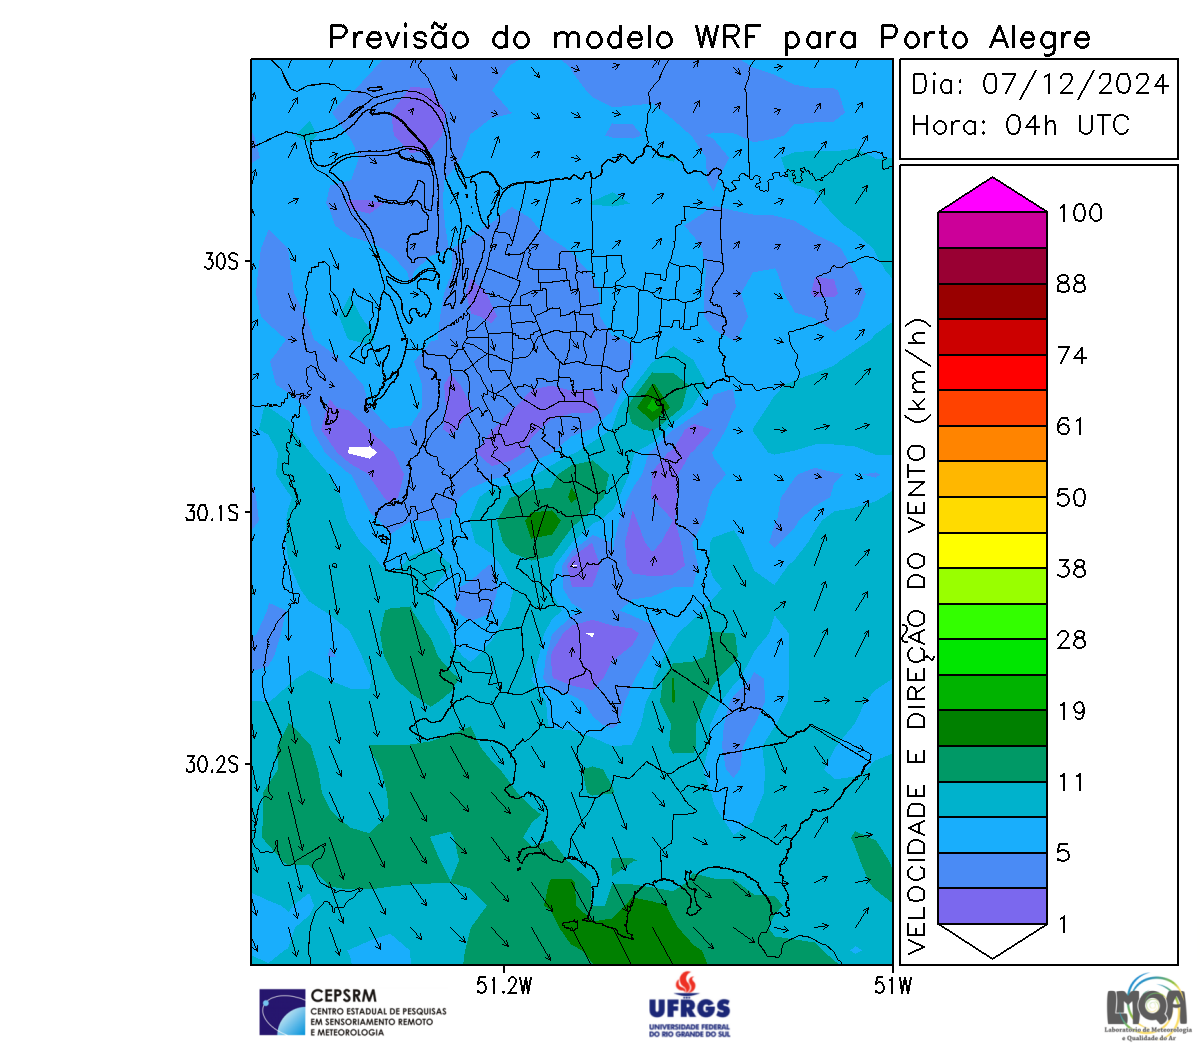 Previsão do modelo WRF para Porto Alegre
Dia: 07/12/2024
Hora: 04h UTC
30S
30.1S
30.2S
51.2W
51W
VELOCIDADE E DIREÇÃO DO VENTO (km/h)
100
88
74
61
50
38
28
19
11
5
1
CEPSRM
CENTRO ESTADUAL DE PESQUISAS
EM SENSORIAMENTO REMOTO
E METEOROLOGIA
UFRGS
UNIVERSIDADE FEDERAL
DO RIO GRANDE DO SUL
LMQA
Laboratório de Meteorologia
e Qualidade do Ar